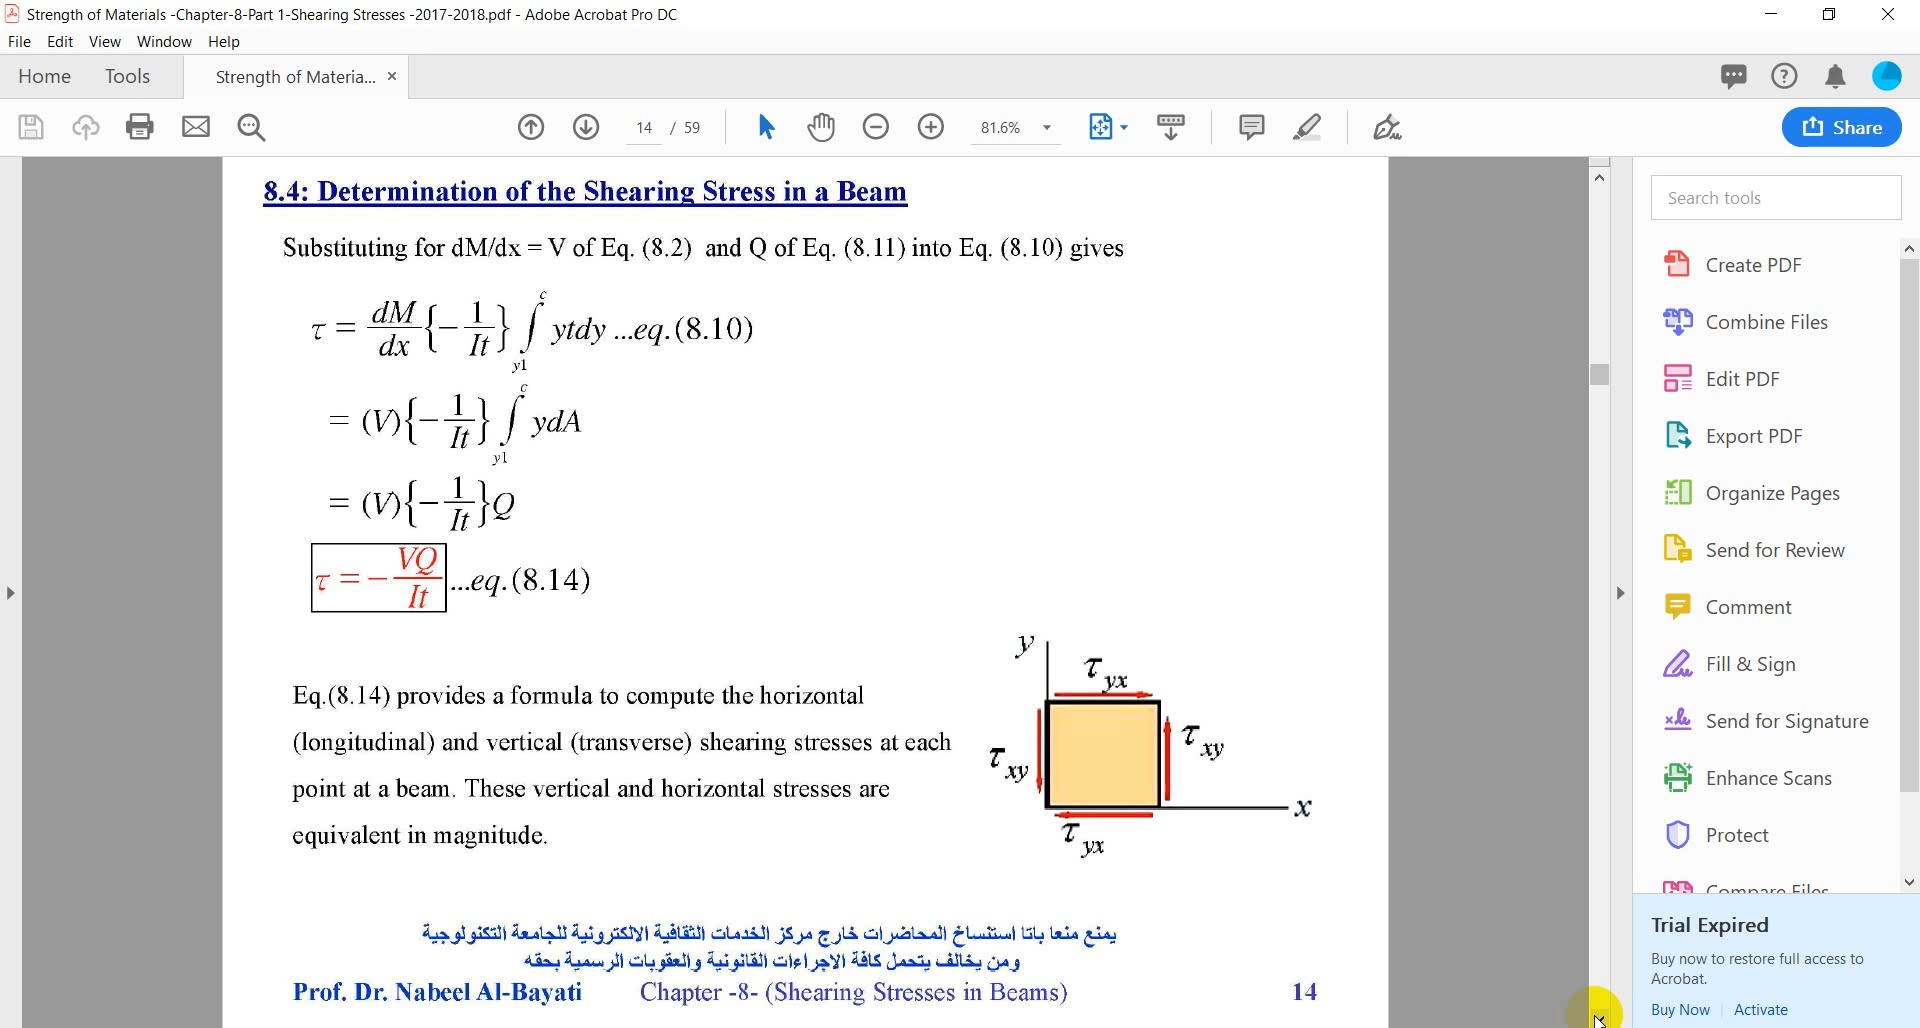 Strength of Materials -Chapter-8-Part 1-Shearing Stresses -2017-2018.pdf - Adobe Acrobat Pro DC
File Edit View Window Help
Home Tools Strength of Materia... ×
14 / 59 81.6% Share
8.4: Determination of the Shearing Stress in a Beam
Substituting for dM/dx = V of Eq. (8.2) and Q of Eq. (8.11) into Eq. (8.10) gives
τ = dM/dx {− 1/It} ∫_{y1}^{c} ytdy ...eq.(8.10)
= (V){− 1/It} ∫_{y1}^{c} ydA
= (V){− 1/It}Q
τ = − VQ/It ...eq.(8.14)
Eq.(8.14) provides a formula to compute the horizontal
(longitudinal) and vertical (transverse) shearing stresses at each
point at a beam. These vertical and horizontal stresses are
equivalent in magnitude.
y
τ yx
τ xy
τ xy
x
τ yx
يمنع منعا باتا استنساخ المحاضرات خارج مركز الخدمات الثقافية الالكترونية للجامعة التكنولوجية
ومن يخالف يتحمل كافة الاجراءات القانونية والعقوبات الرسمية بحقه
Prof. Dr. Nabeel Al-Bayati Chapter -8- (Shearing Stresses in Beams) 14
Search tools
Create PDF
Combine Files
Edit PDF
Export PDF
Organize Pages
Send for Review
Comment
Fill & Sign
Send for Signature
Enhance Scans
Protect
Compare Files
Trial Expired
Buy now to restore full access to
Acrobat.
Buy Now Activate